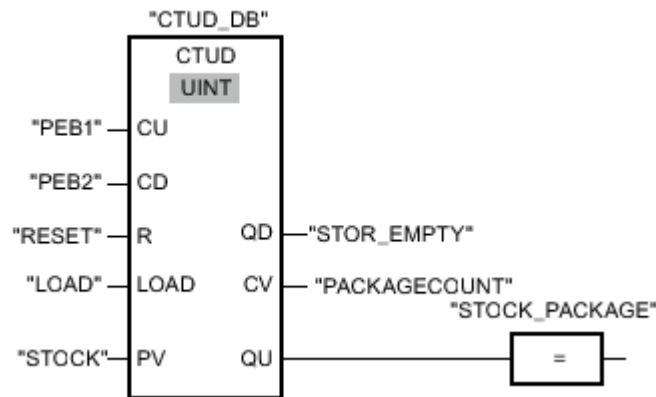 "CTUD_DB"
CTUD
UINT
"PEB1" CU
"PEB2" CD
"RESET" R QD "STOR_EMPTY"
"LOAD" LOAD CV "PACKAGECOUNT"
"STOCK_PACKAGE"
"STOCK" PV QU =